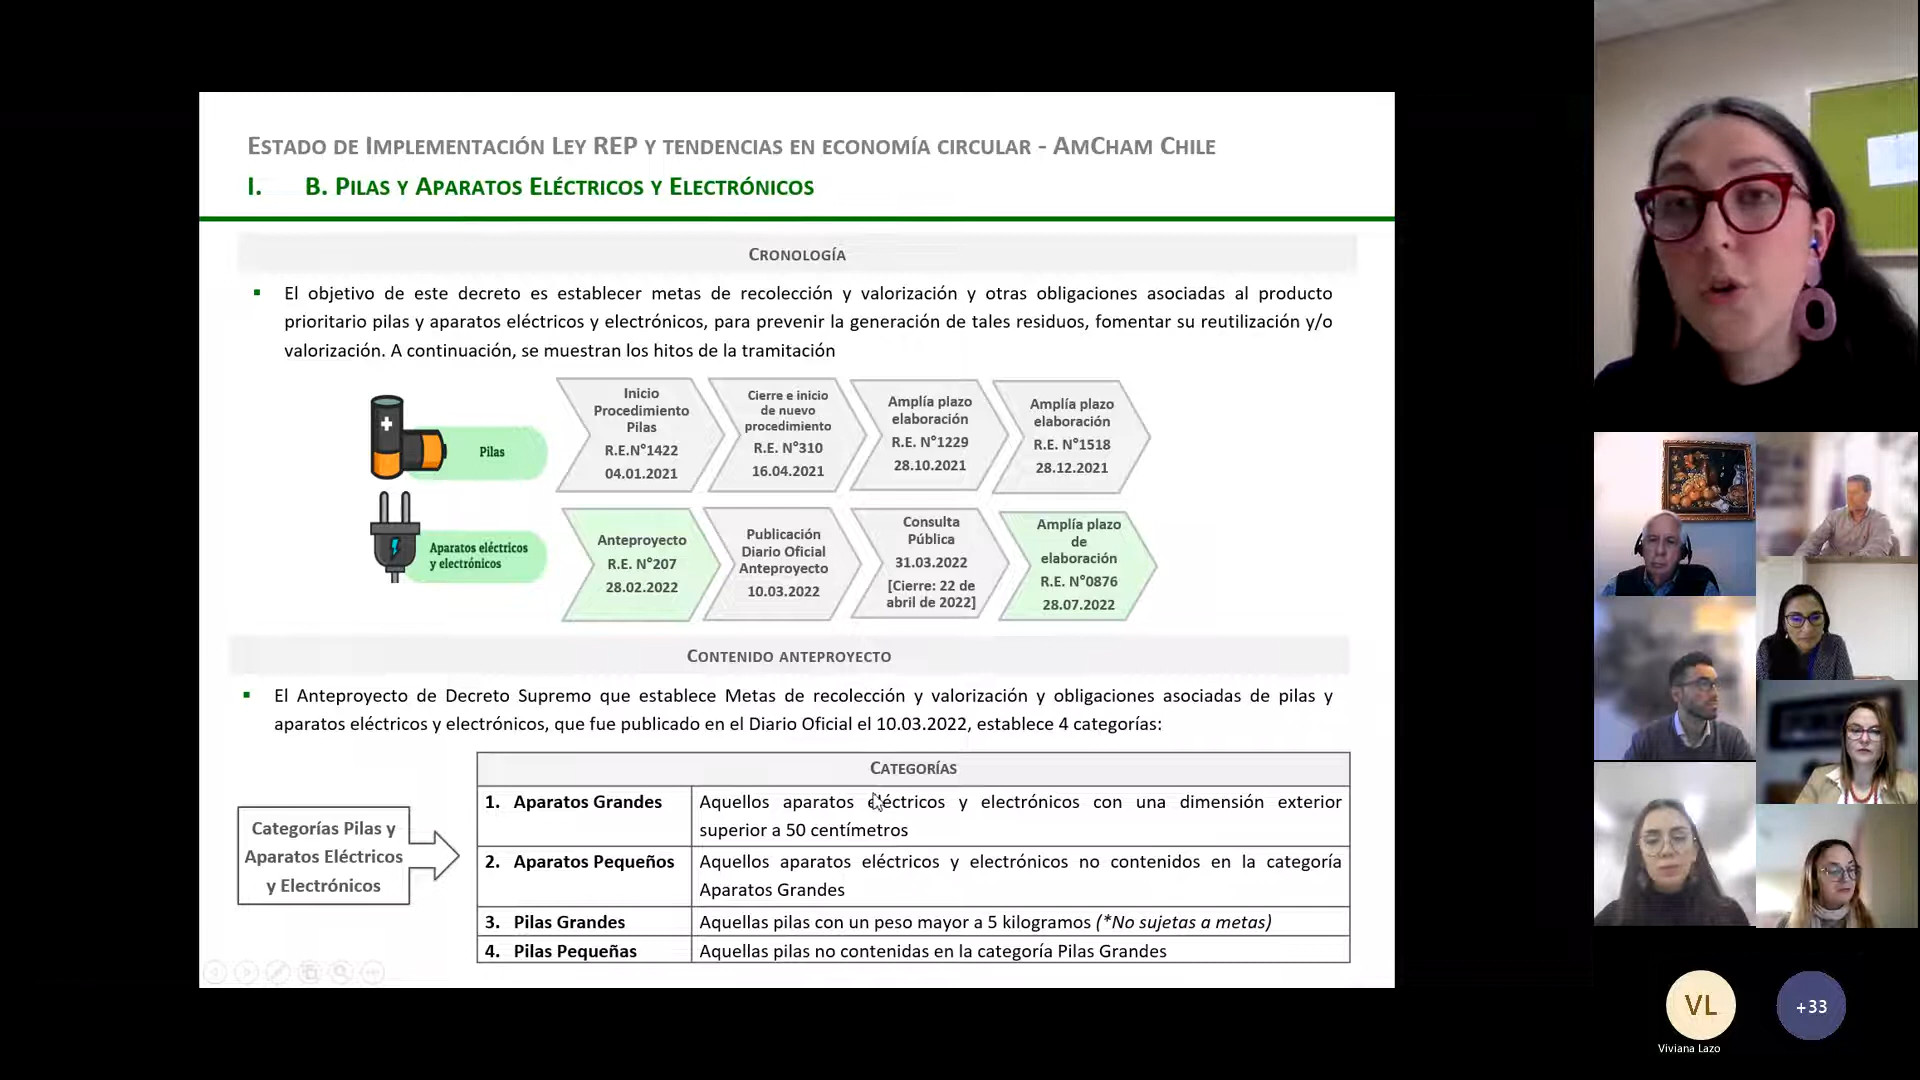 ESTADO DE IMPLEMENTACIÓN LEY REP Y TENDENCIAS EN ECONOMÍA CIRCULAR - AMCHAM CHILE
I. B. PILAS Y APARATOS ELÉCTRICOS Y ELECTRÓNICOS
CRONOLOGÍA
▪ El objetivo de este decreto es establecer metas de recolección y valorización y otras obligaciones asociadas al producto
prioritario pilas y aparatos eléctricos y electrónicos, para prevenir la generación de tales residuos, fomentar su reutilización y/o
valorización. A continuación, se muestran los hitos de la tramitación
Pilas
Inicio
Procedimiento
Pilas
R.E.N°1422
04.01.2021
Cierre e inicio
de nuevo
procedimiento
R.E. N°310
16.04.2021
Amplía plazo
elaboración
R.E. N°1229
28.10.2021
Amplía plazo
elaboración
R.E. N°1518
28.12.2021
Aparatos eléctricos
y electrónicos
Anteproyecto
R.E. N°207
28.02.2022
Publicación
Diario Oficial
Anteproyecto
10.03.2022
Consulta
Pública
31.03.2022
[Cierre: 22 de
abril de 2022]
Amplía plazo
de
elaboración
R.E. N°0876
28.07.2022
CONTENIDO ANTEPROYECTO
▪ El Anteproyecto de Decreto Supremo que establece Metas de recolección y valorización y obligaciones asociadas de pilas y
aparatos eléctricos y electrónicos, que fue publicado en el Diario Oficial el 10.03.2022, establece 4 categorías:
Categorías Pilas y
Aparatos Eléctricos
y Electrónicos
CATEGORÍAS
1. Aparatos Grandes
Aquellos aparatos eléctricos y electrónicos con una dimensión exterior
superior a 50 centímetros
2. Aparatos Pequeños
Aquellos aparatos eléctricos y electrónicos no contenidos en la categoría
Aparatos Grandes
3. Pilas Grandes
Aquellas pilas con un peso mayor a 5 kilogramos (*No sujetas a metas)
4. Pilas Pequeñas
Aquellas pilas no contenidas en la categoría Pilas Grandes
VL
Viviana Lazo
+33